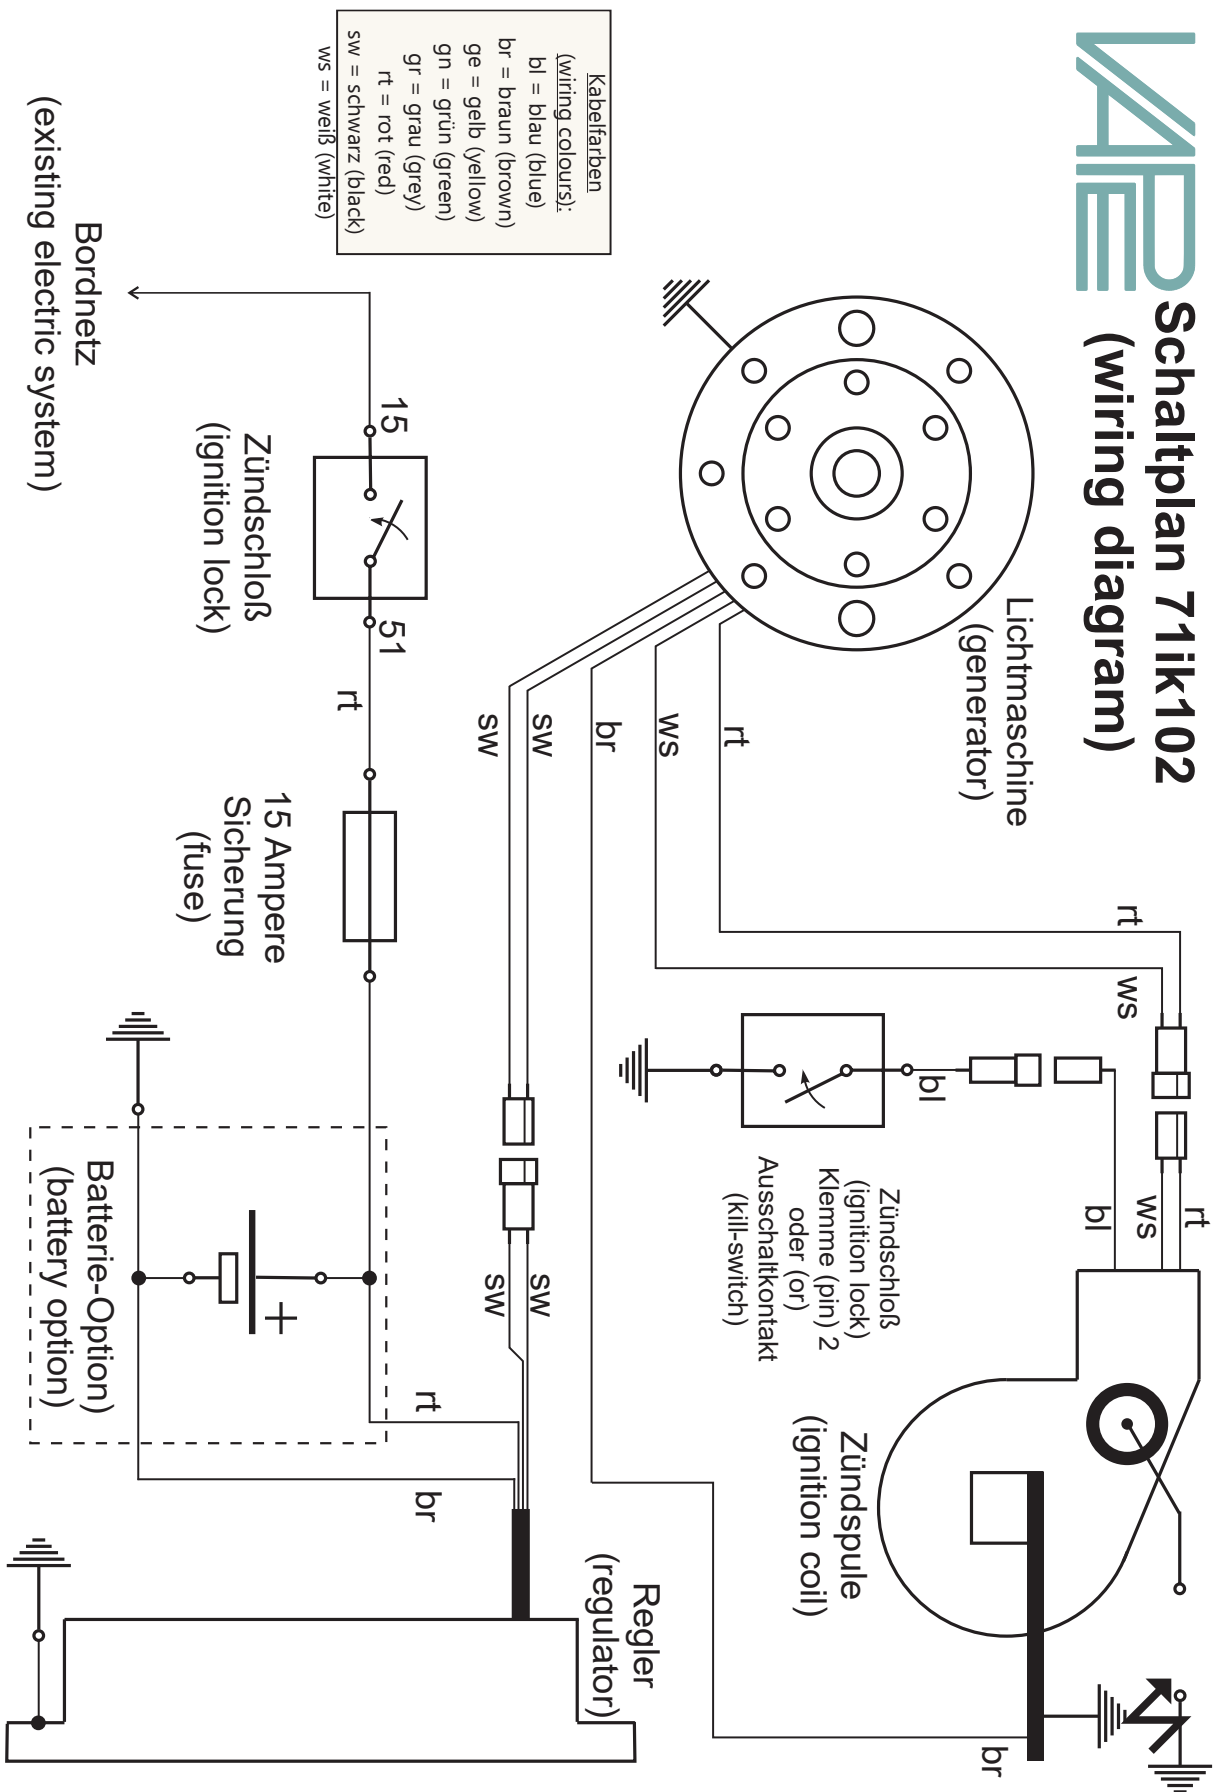 VAPE
Schaltplan 71ik102
(wiring diagram)
Lichtmaschine
(generator)
rt
ws
br
sw
sw
rt
ws
rt
ws
bl
bl
Zündschloß
(ignition lock)
Klemme (pin) 2
oder (or)
Ausschaltkontakt
(kill-switch)
Zündspule
(ignition coil)
br
Kabelfarben
(wiring colours):
bl = blau (blue)
br = braun (brown)
ge = gelb (yellow)
gn = grün (green)
gr = grau (grey)
rt = rot (red)
sw = schwarz (black)
ws = weiß (white)
sw
sw
Regler
(regulator)
15
51
rt
Zündschloß
(ignition lock)
15 Ampere
Sicherung
(fuse)
rt
br
+
Batterie-Option)
(battery option)
Bordnetz
(existing electric system)